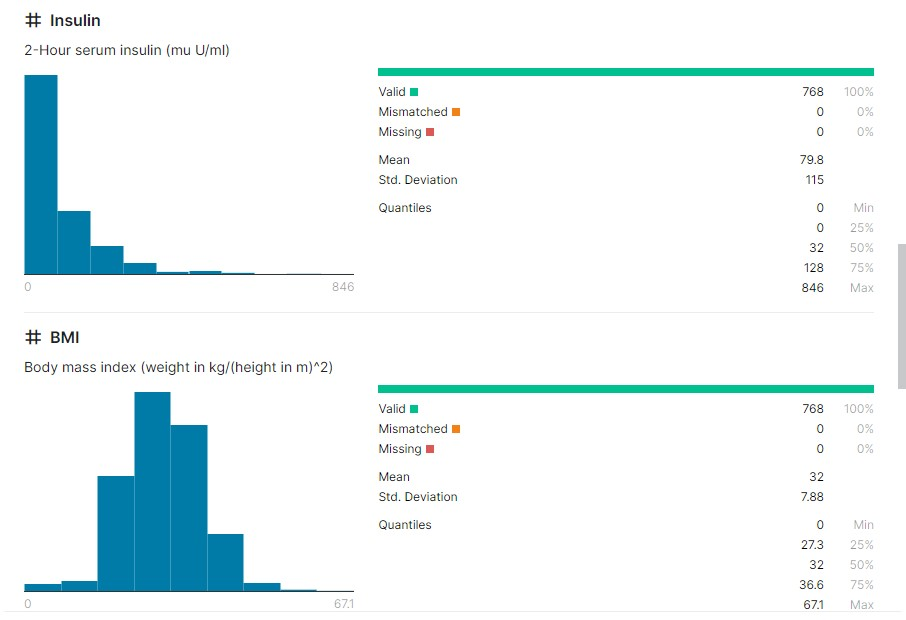 # Insulin
2-Hour serum insulin (mu U/ml)
0 846
Valid 768 100%
Mismatched 0 0%
Missing 0 0%
Mean 79.8
Std. Deviation 115
Quantiles 0 Min
0 25%
32 50%
128 75%
846 Max
# BMI
Body mass index (weight in kg/(height in m)^2)
0 67.1
Valid 768 100%
Mismatched 0 0%
Missing 0 0%
Mean 32
Std. Deviation 7.88
Quantiles 0 Min
27.3 25%
32 50%
36.6 75%
67.1 Max